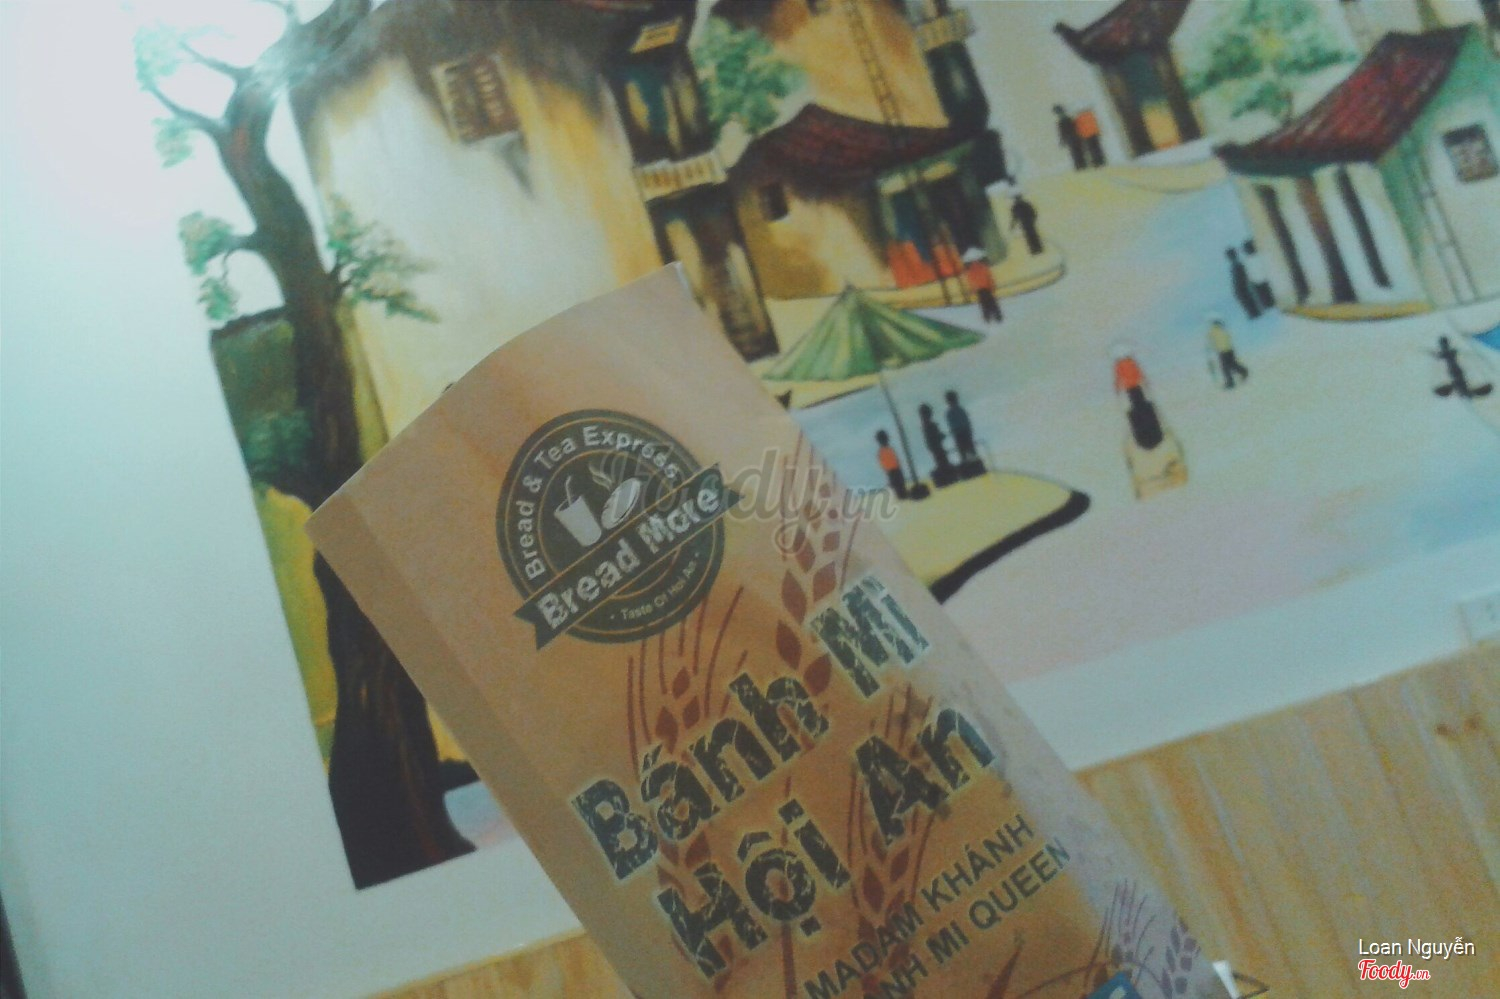 Bread & Tea Express
Bread More
Taste Of Hoi An
Bánh Mì
Hội An
MADAM KHÁNH
ANH MI QUEEN
Foody.vn
Loan Nguyễn
Foody.vn